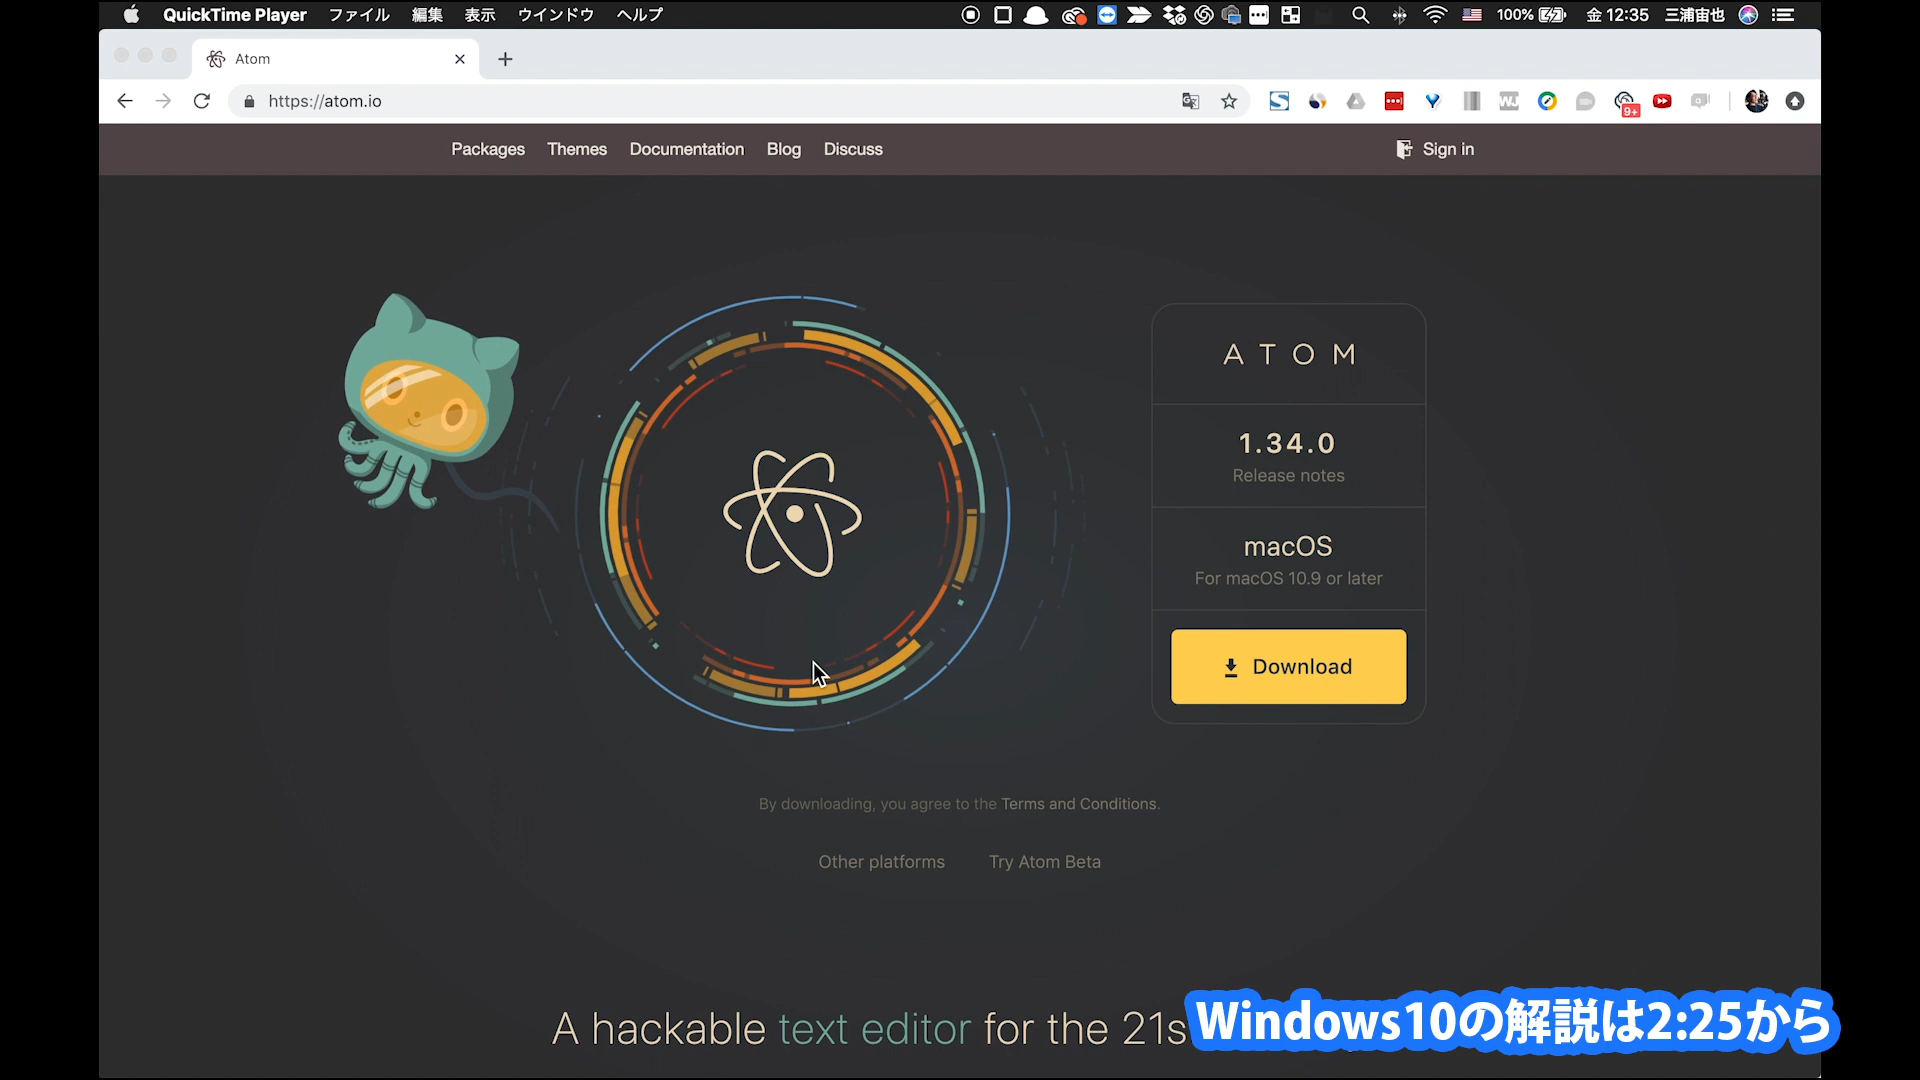 QuickTime Player ファイル 編集 表示 ウインドウ ヘルプ 100% 金 12:35 三浦宙也
Atom
https://atom.io
WJ
9+
Packages Themes Documentation Blog Discuss Sign in
ATOM
1.34.0
Release notes
macOS
For macOS 10.9 or later
Download
By downloading, you agree to the Terms and Conditions.
Other platforms Try Atom Beta
A hackable text editor for the 21s
Windows10の解説は2:25から